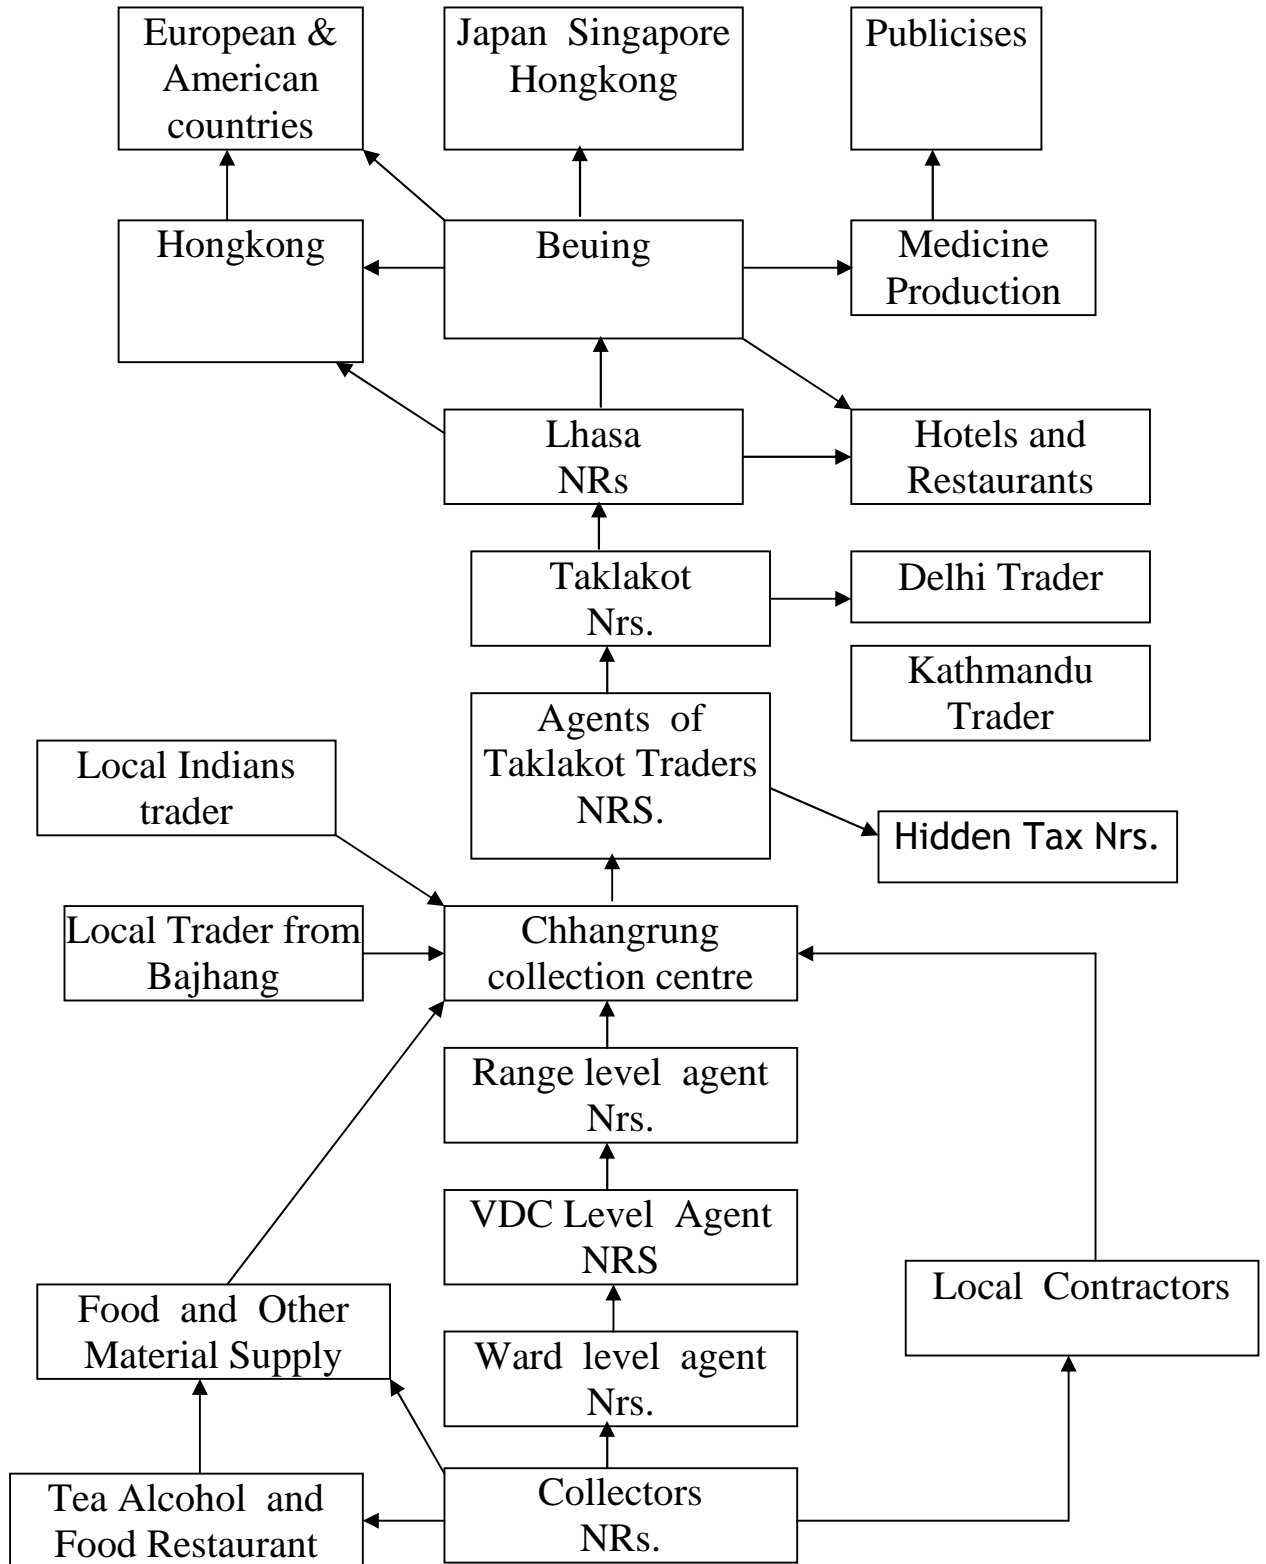 European &
American
countries
Japan Singapore
Hongkong
Publicises
Hongkong
Beuing
Medicine
Production
Lhasa
NRs
Hotels and
Restaurants
Taklakot
Nrs.
Delhi Trader
Kathmandu
Trader
Agents of
Taklakot Traders
NRS.
Local Indians
trader
Hidden Tax Nrs.
Local Trader from
Bajhang
Chhangrung
collection centre
Range level agent
Nrs.
VDC Level Agent
NRS
Local Contractors
Food and Other
Material Supply
Ward level agent
Nrs.
Tea Alcohol and
Food Restaurant
Collectors
NRs.